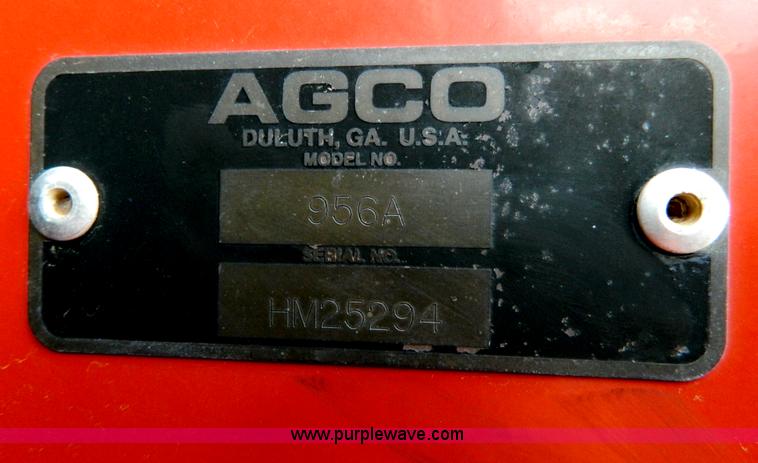 AGCO
DULUTH, GA. U.S.A.
MODEL NO.
956A
SERIAL NO.
HM25294
www.purplewave.com